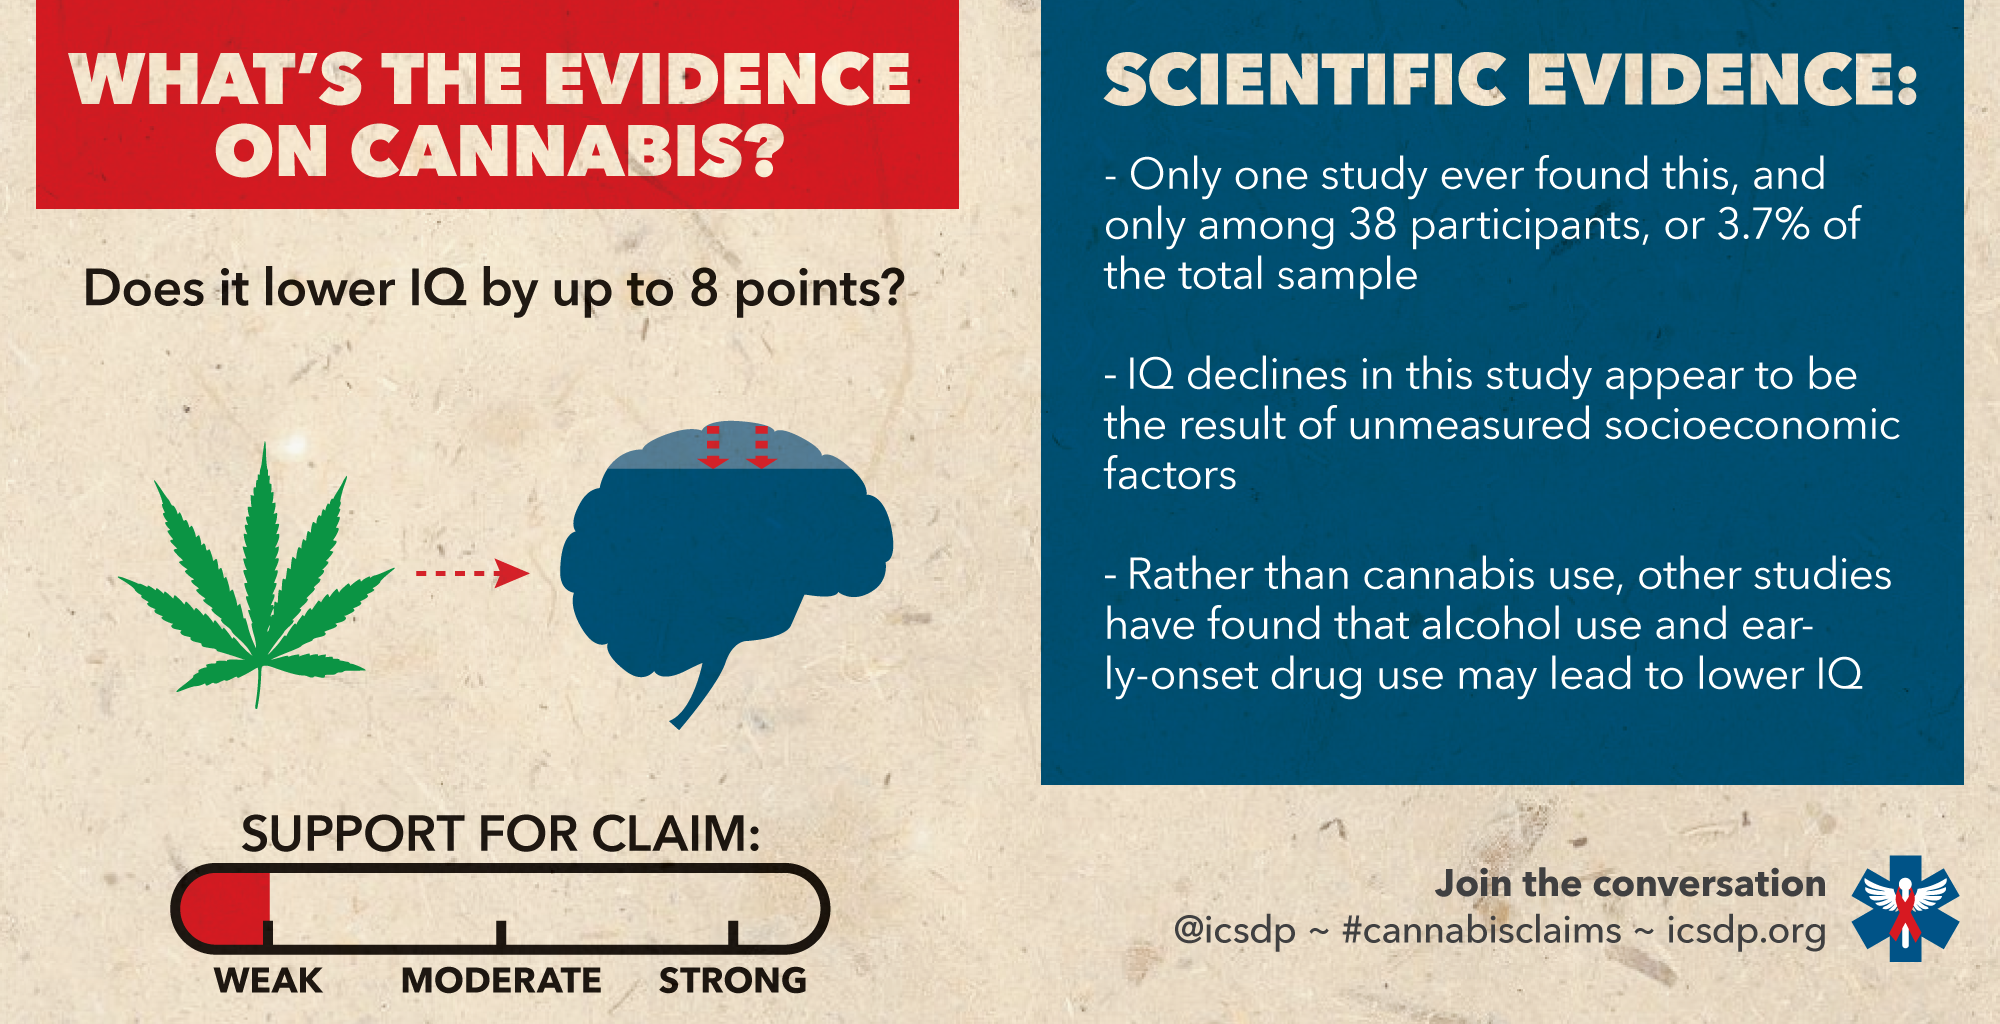 WHAT'S THE EVIDENCE
ON CANNABIS?
Does it lower IQ by up to 8 points?
SUPPORT FOR CLAIM:
WEAK MODERATE STRONG
SCIENTIFIC EVIDENCE:
- Only one study ever found this, and
only among 38 participants, or 3.7% of
the total sample
- IQ declines in this study appear to be
the result of unmeasured socioeconomic
factors
- Rather than cannabis use, other studies
have found that alcohol use and ear-
ly-onset drug use may lead to lower IQ
Join the conversation
@icsdp ~ #cannabisclaims ~ icsdp.org